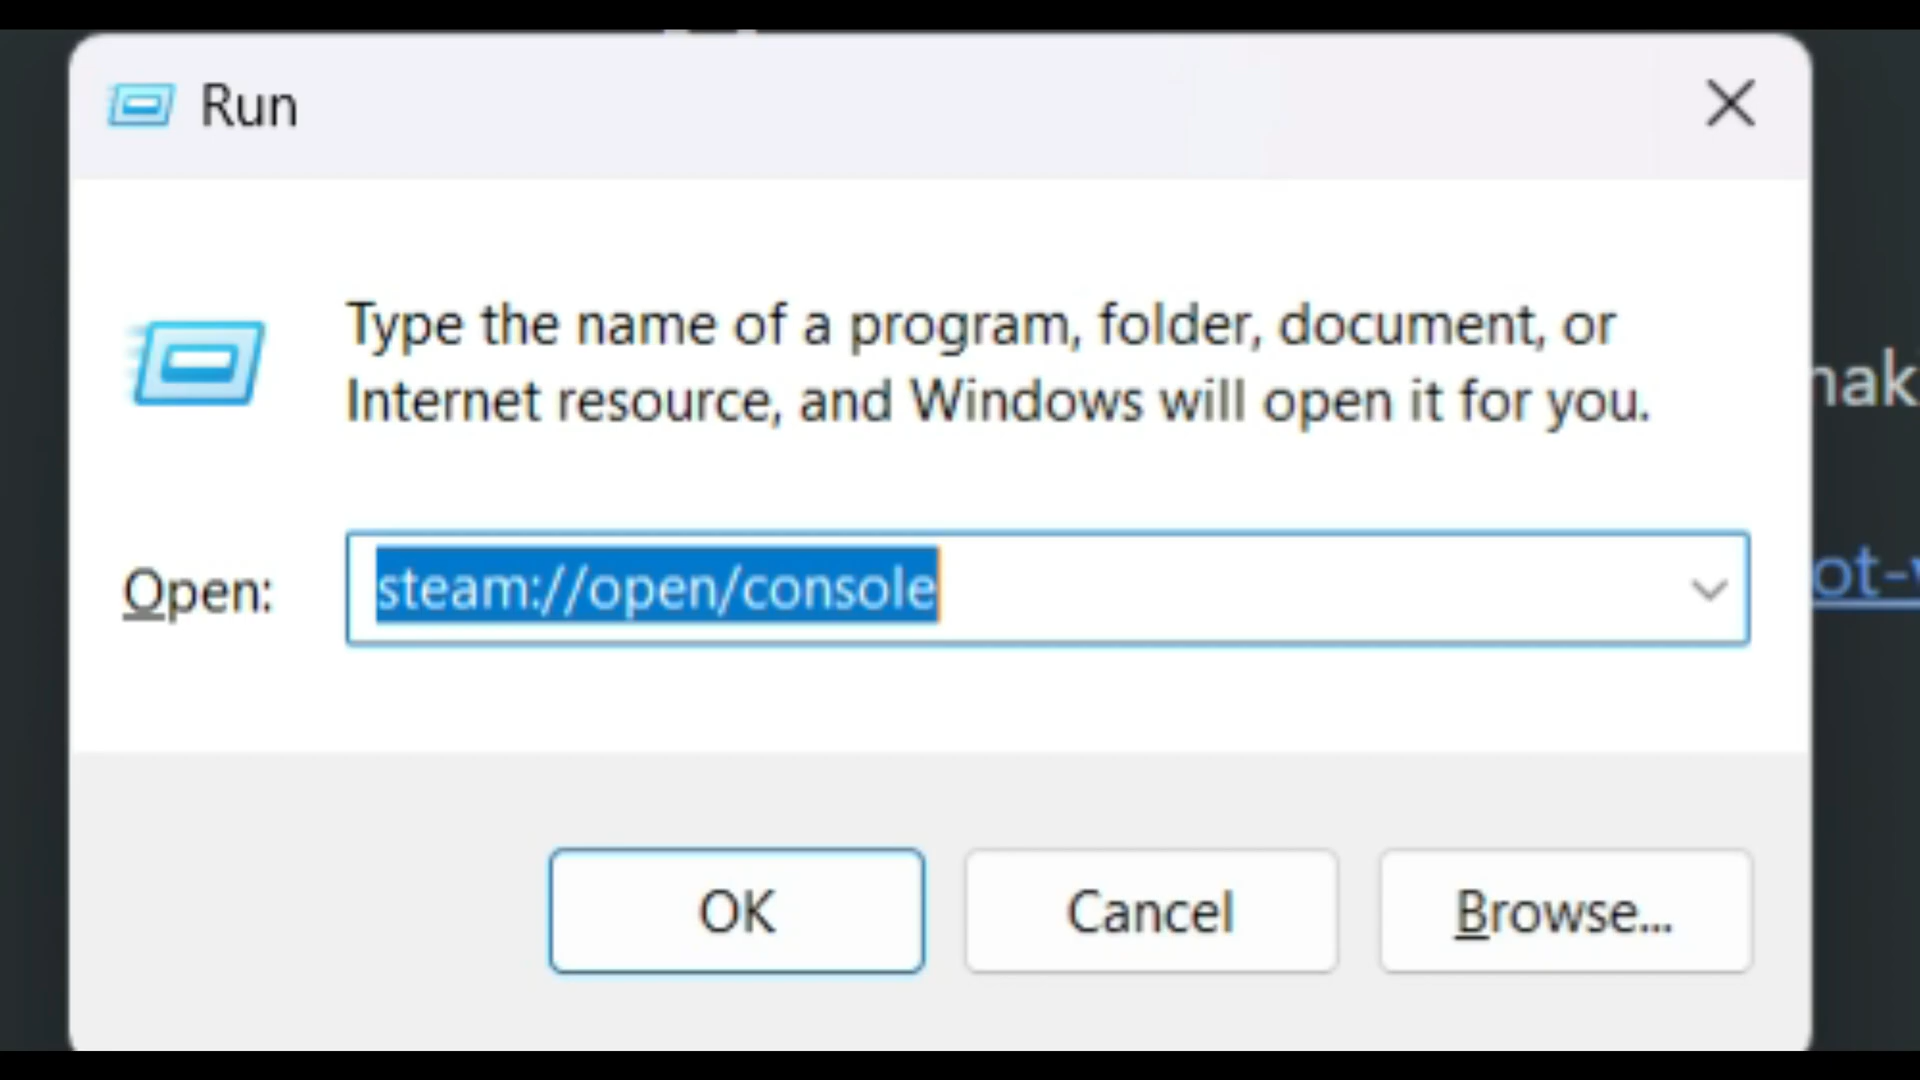 Run
Type the name of a program, folder, document, or
Internet resource, and Windows will open it for you.
Open:
steam://open/console
OK
Cancel
Browse...